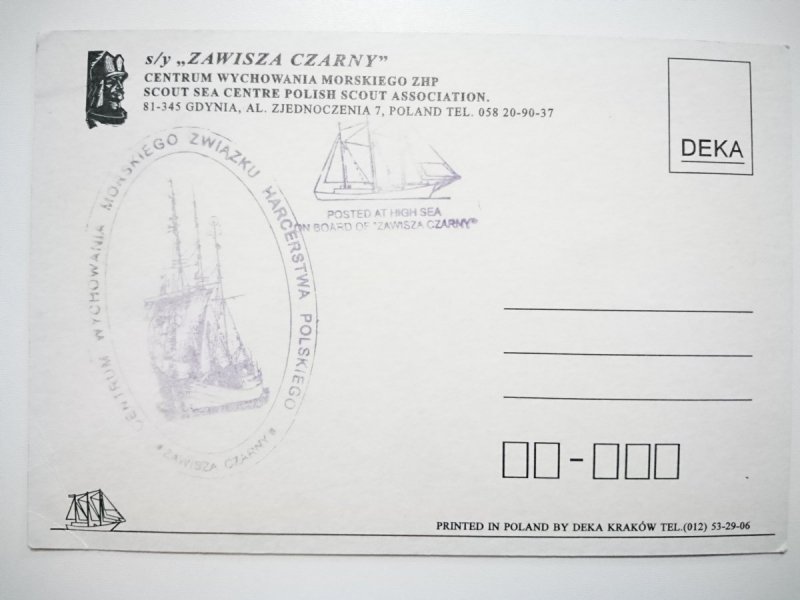 s/y „ZAWISZA CZARNY”
CENTRUM WYCHOWANIA MORSKIEGO ZHP
SCOUT SEA CENTRE POLISH SCOUT ASSOCIATION.
81-345 GDYNIA, AL. ZJEDNOCZENIA 7, POLAND TEL. 058 20-90-37
DEKA
CENTRUM WYCHOWANIA MORSKIEGO ZWIĄZKU HARCERSTWA POLSKIEGO
* ZAWISZA CZARNY *
POSTED AT HIGH SEA
ON BOARD OF "ZAWISZA CZARNY"
-
PRINTED IN POLAND BY DEKA KRAKÓW TEL.(012) 53-29-06